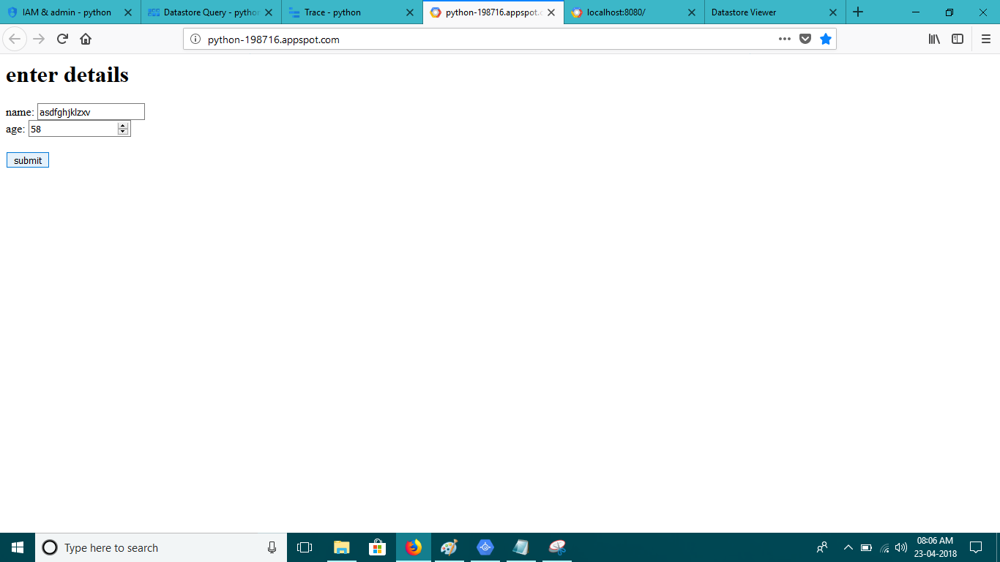 IAM & admin - python
Datastore Query - pythor
Trace - python
python-198716.appspot.c
localhost:8080/
Datastore Viewer
python-198716.appspot.com
enter details
name: asdfghjklzxv
age: 58
submit
Type here to search
08:06 AM
23-04-2018